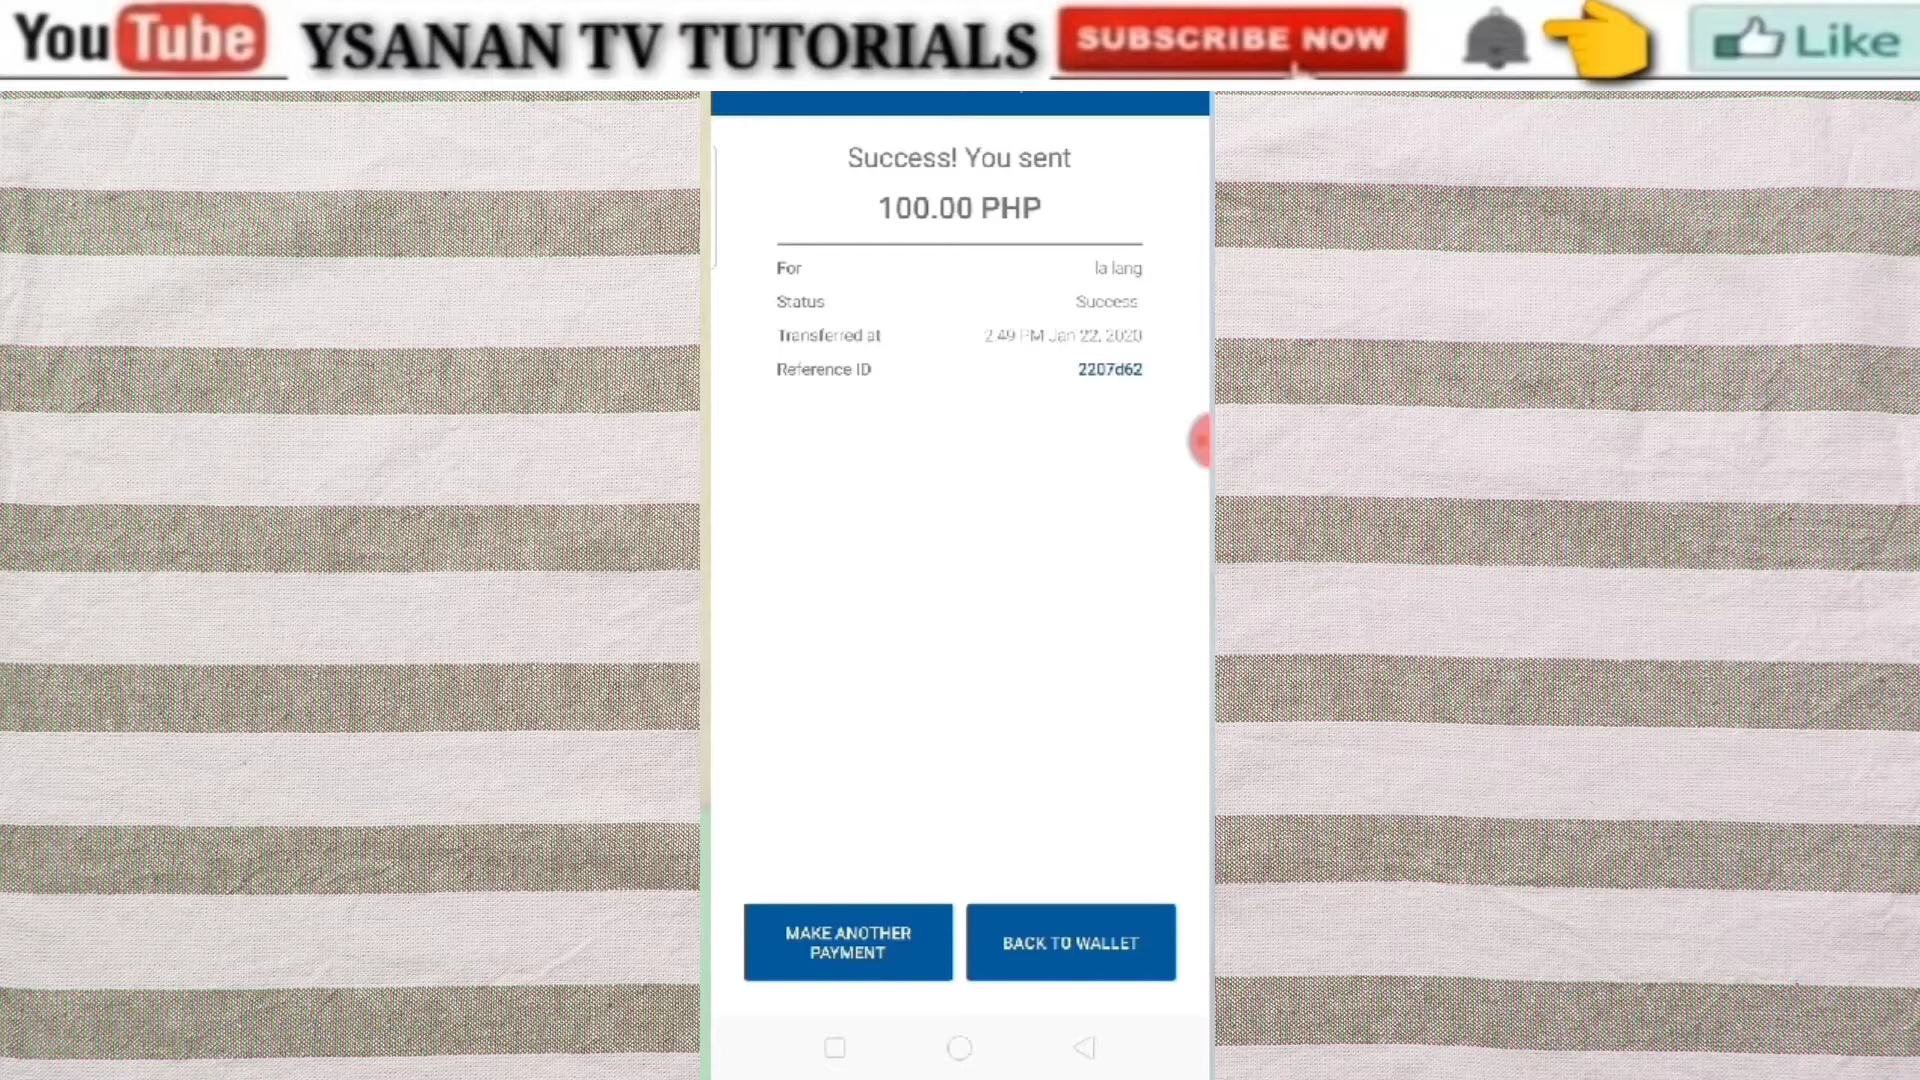 YouTube YSANAN TV TUTORIALS SUBSCRIBE NOW Like
Success! You sent
100.00 PHP
For la lang
Status Success
Transferred at 2:49 PM Jan 22, 2020
Reference ID 2207d62
MAKE ANOTHER
PAYMENT
BACK TO WALLET